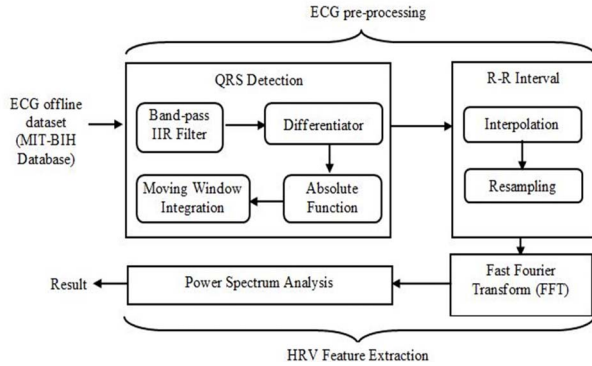 ECG pre-processing
QRS Detection
R-R Interval
ECG offline
dataset
(MIT-BIH
Database)
Band-pass
IIR Filter
Differentiator
Interpolation
Moving Window
Integration
Absolute
Function
Resampling
Result
Power Spectrum Analysis
Fast Fourier
Transform (FFT)
HRV Feature Extraction